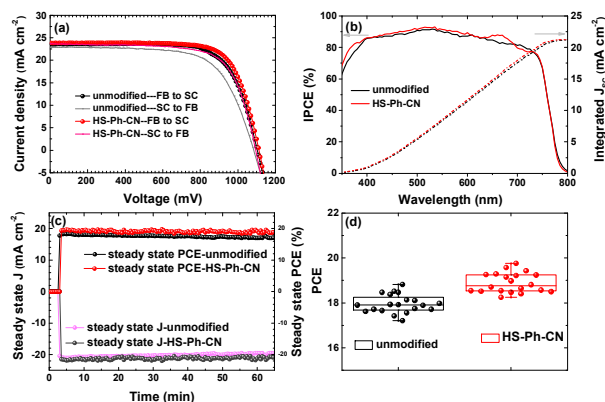 (a)
Current density (mA cm⁻²)
30
25
20
15
10
5
0
-5
unmodified---FB to SC
unmodified---SC to FB
HS-Ph-CN--FB to SC
HS-Ph-CN--SC to FB
0 200 400 600 800 1000 1200
Voltage (mV)
(b)
IPCE (%)
100
80
60
40
20
0
unmodified
HS-Ph-CN
25
20
15
10
5
0
Integrated J_SC (mA cm⁻²)
400 500 600 700 800
Wavelength (nm)
(c)
Steady state J (mA cm⁻²)
20
10
0
-10
-20
steady state PCE-unmodified
steady state PCE-HS-Ph-CN
steady state J-unmodified
steady state J-HS-Ph-CN
20
10
0
-10
-20
Steady state PCE (%)
10 20 30 40 50 60
Time (min)
(d)
PCE
22
20
18
16
unmodified
HS-Ph-CN